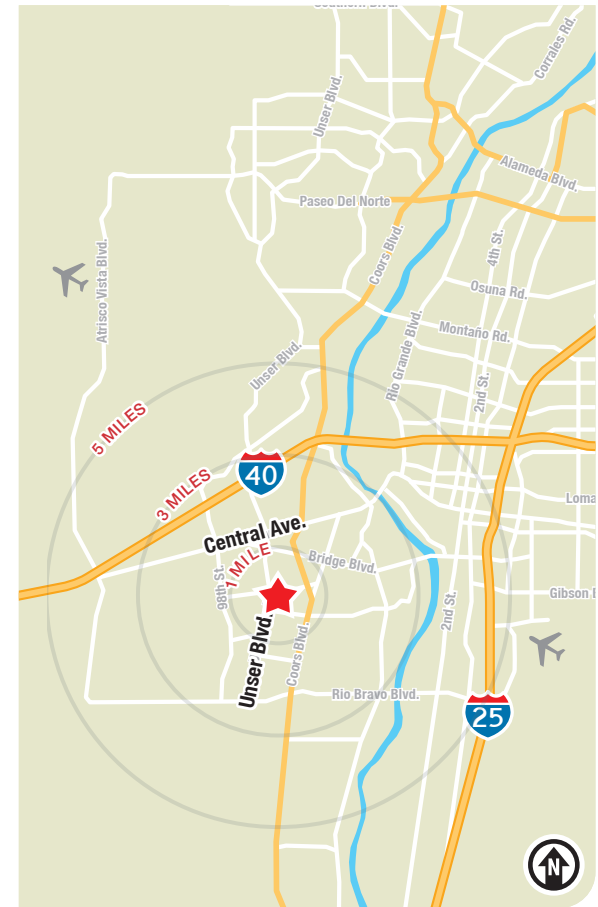 Southern Blvd.
Corrales Rd.
Unser Blvd.
Alameda Blvd.
Paseo Del Norte
4th St.
Coors Blvd.
Atrisco Vista Blvd.
Osuna Rd.
Montaño Rd.
Rio Grande Blvd.
Unser Blvd.
2nd St.
5 MILES
3 MILES
40
Loma
Central Ave.
1 MILE
Bridge Blvd.
98th St.
Gibson B
2nd St.
Unser Blvd.
Coors Blvd.
Rio Bravo Blvd.
25
N